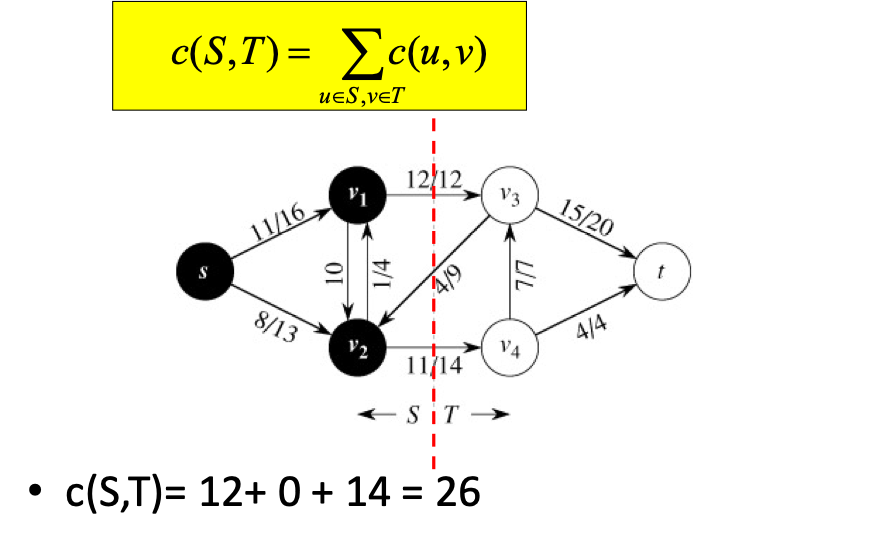 c(S,T) = ∑ c(u,v)
u∈S,v∈T
12/12
v1
v3
11/16
15/20
s
10
1/4
4/9
7/7
t
8/13
v2
v4
4/4
11/14
← S T →
• c(S,T)= 12+ 0 + 14 = 26